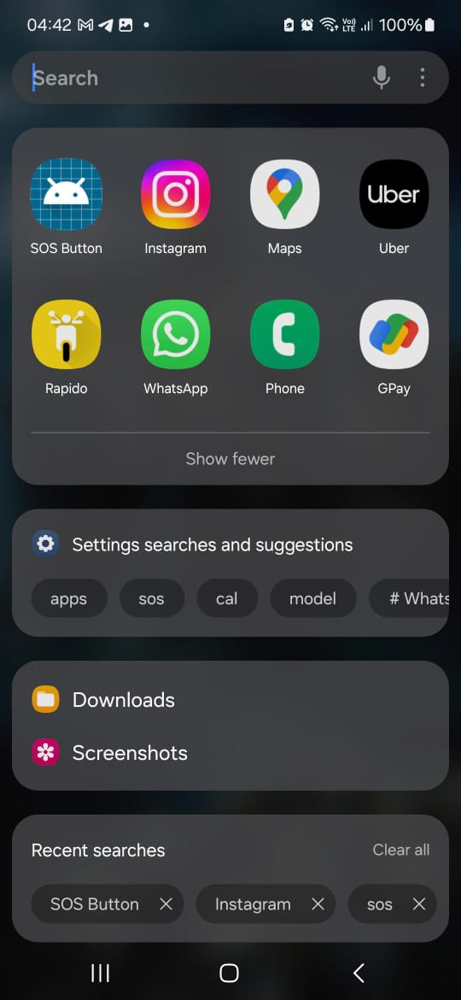 04:42 Vo)) LTE 100%
Search
SOS Button Instagram Maps Uber
Uber
Rapido WhatsApp Phone GPay
Show fewer
Settings searches and suggestions
apps sos cal model # Whats
Downloads
Screenshots
Recent searches Clear all
SOS Button Instagram sos